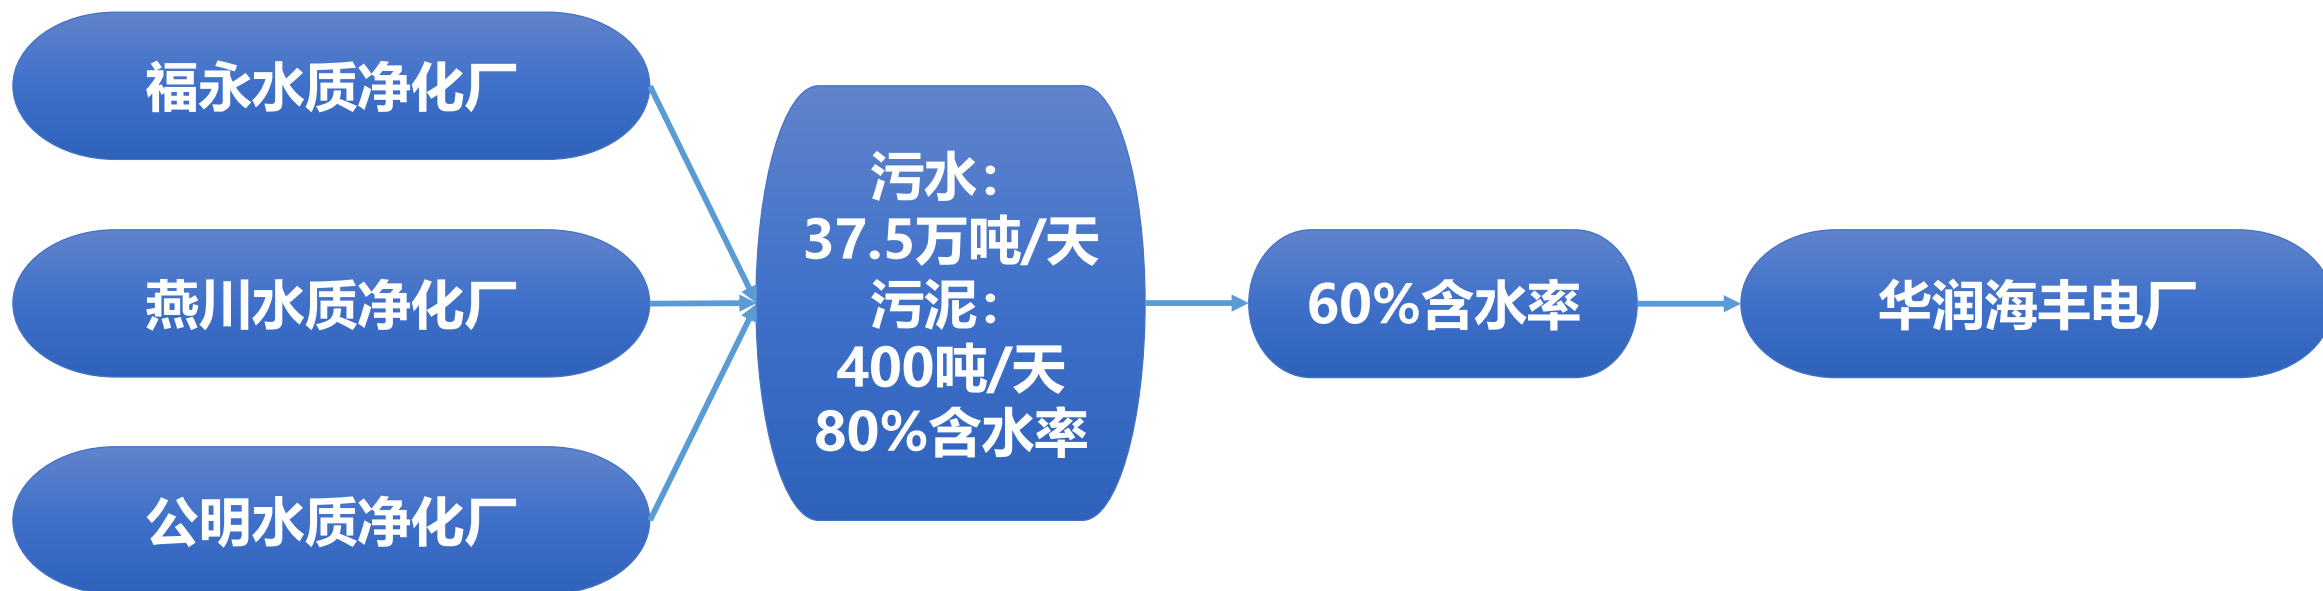 福永水质净化厂
燕川水质净化厂
公明水质净化厂
污水：
37.5万吨/天
污泥：
400吨/天
80%含水率
60%含水率
华润海丰电厂